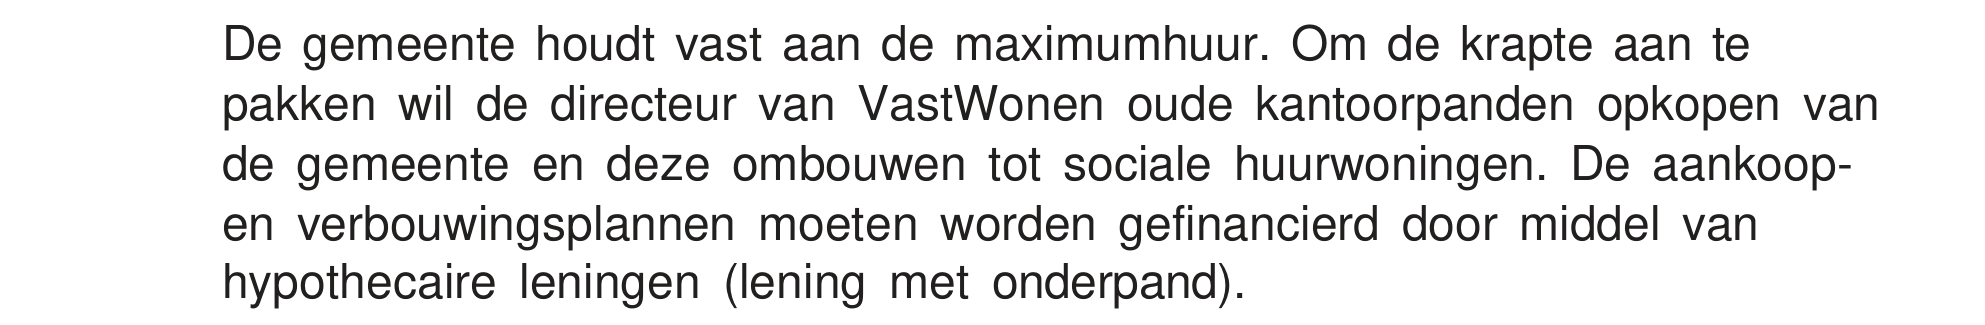 De gemeente houdt vast aan de maximumhuur. Om de krapte aan te
pakken wil de directeur van VastWonen oude kantoorpanden opkopen van
de gemeente en deze ombouwen tot sociale huurwoningen. De aankoop-
en verbouwingsplannen moeten worden gefinancierd door middel van
hypothecaire leningen (lening met onderpand).